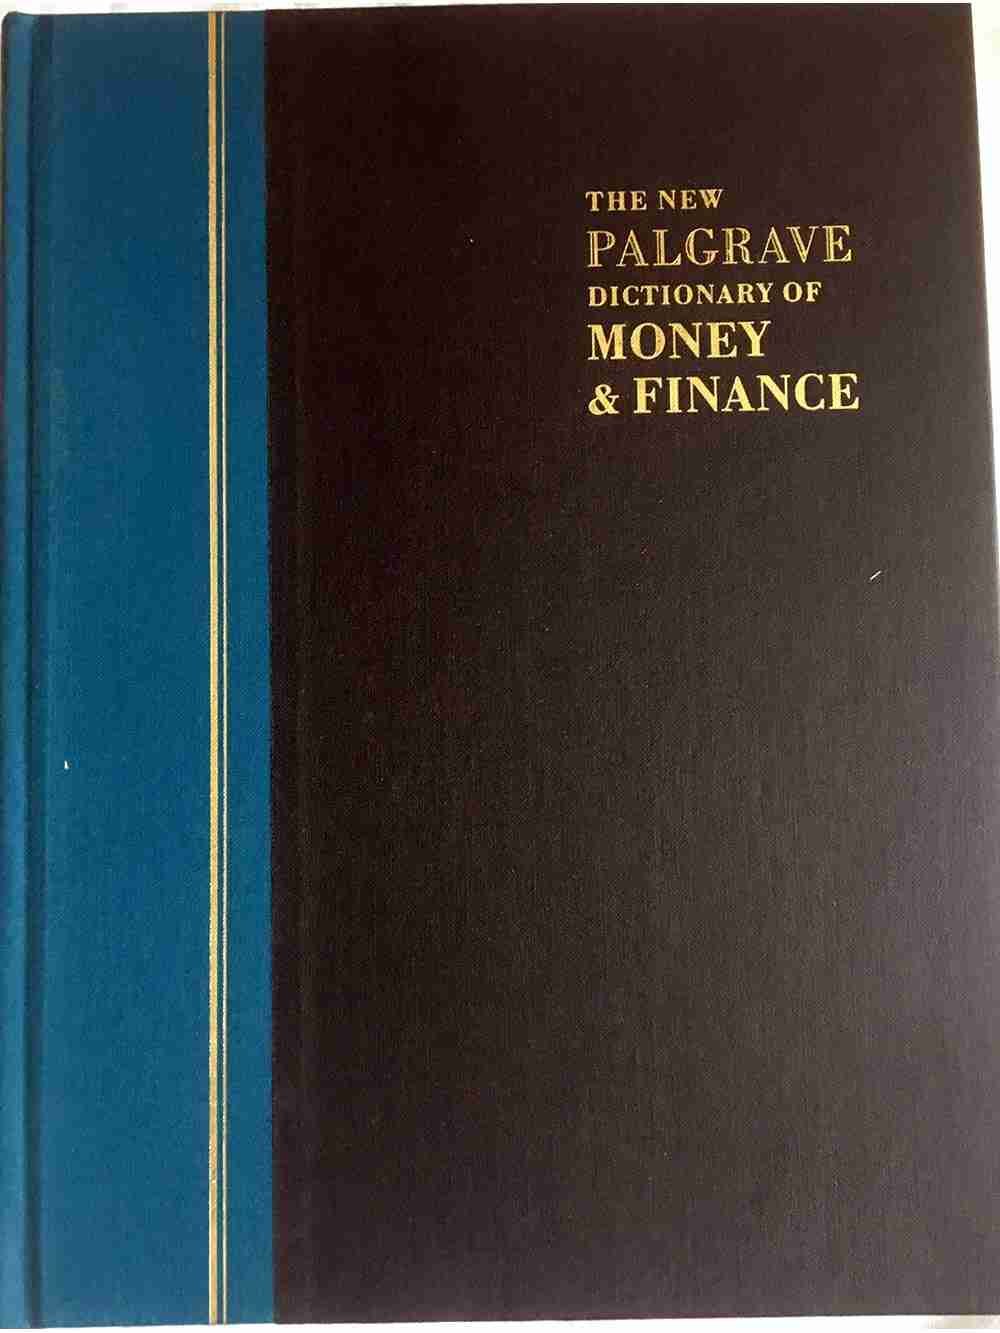 THE NEW
PALGRAVE
DICTIONARY OF
MONEY
& FINANCE